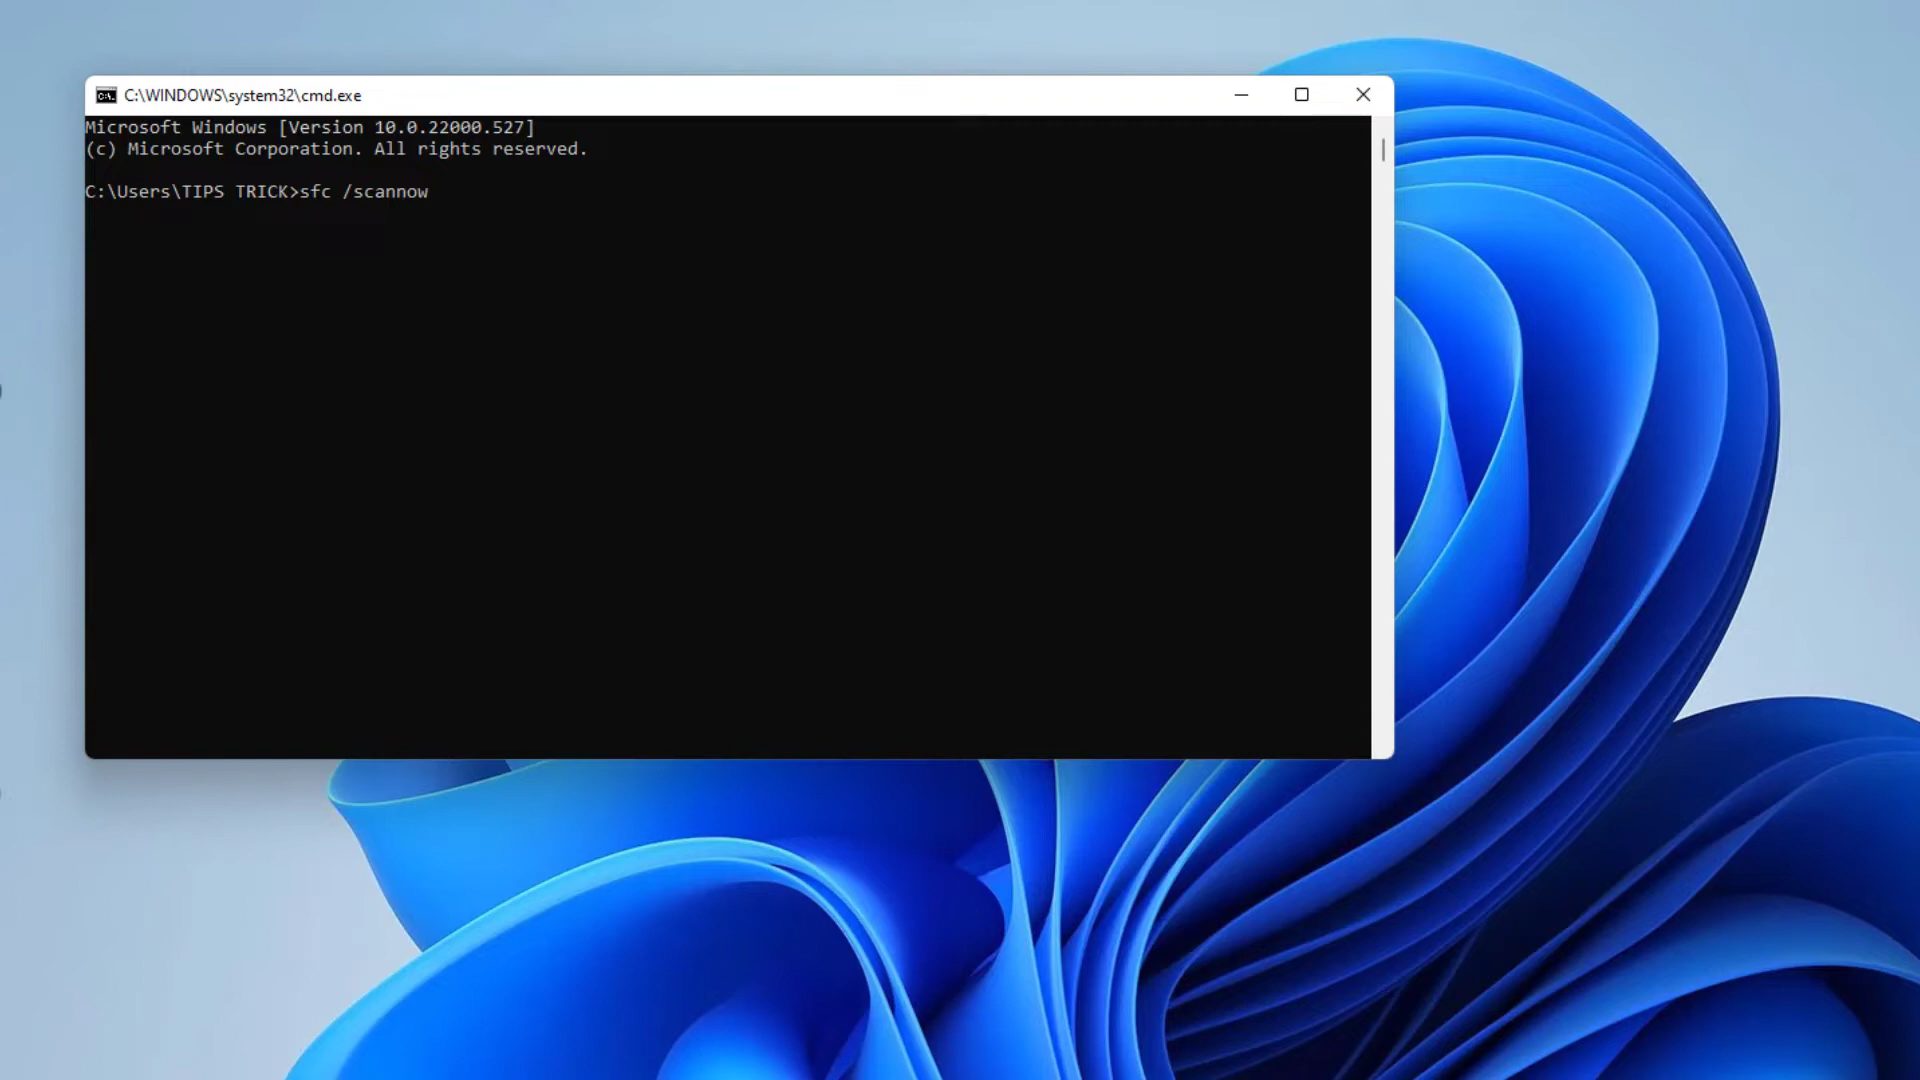 C:\WINDOWS\system32\cmd.exe
Microsoft Windows [Version 10.0.22000.527]
(c) Microsoft Corporation. All rights reserved.
C:\Users\TIPS TRICK>sfc /scannow